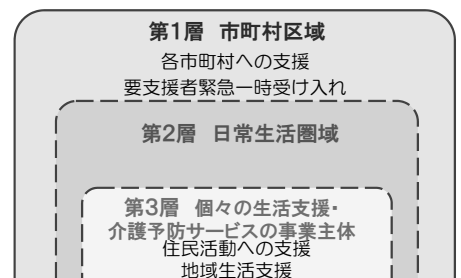 第1層 市町村区域
各市町村への支援
要支援者緊急一時受け入れ
第2層 日常生活圏域
第3層 個々の生活支援・
介護予防サービスの事業主体
住民活動への支援
地域生活支援